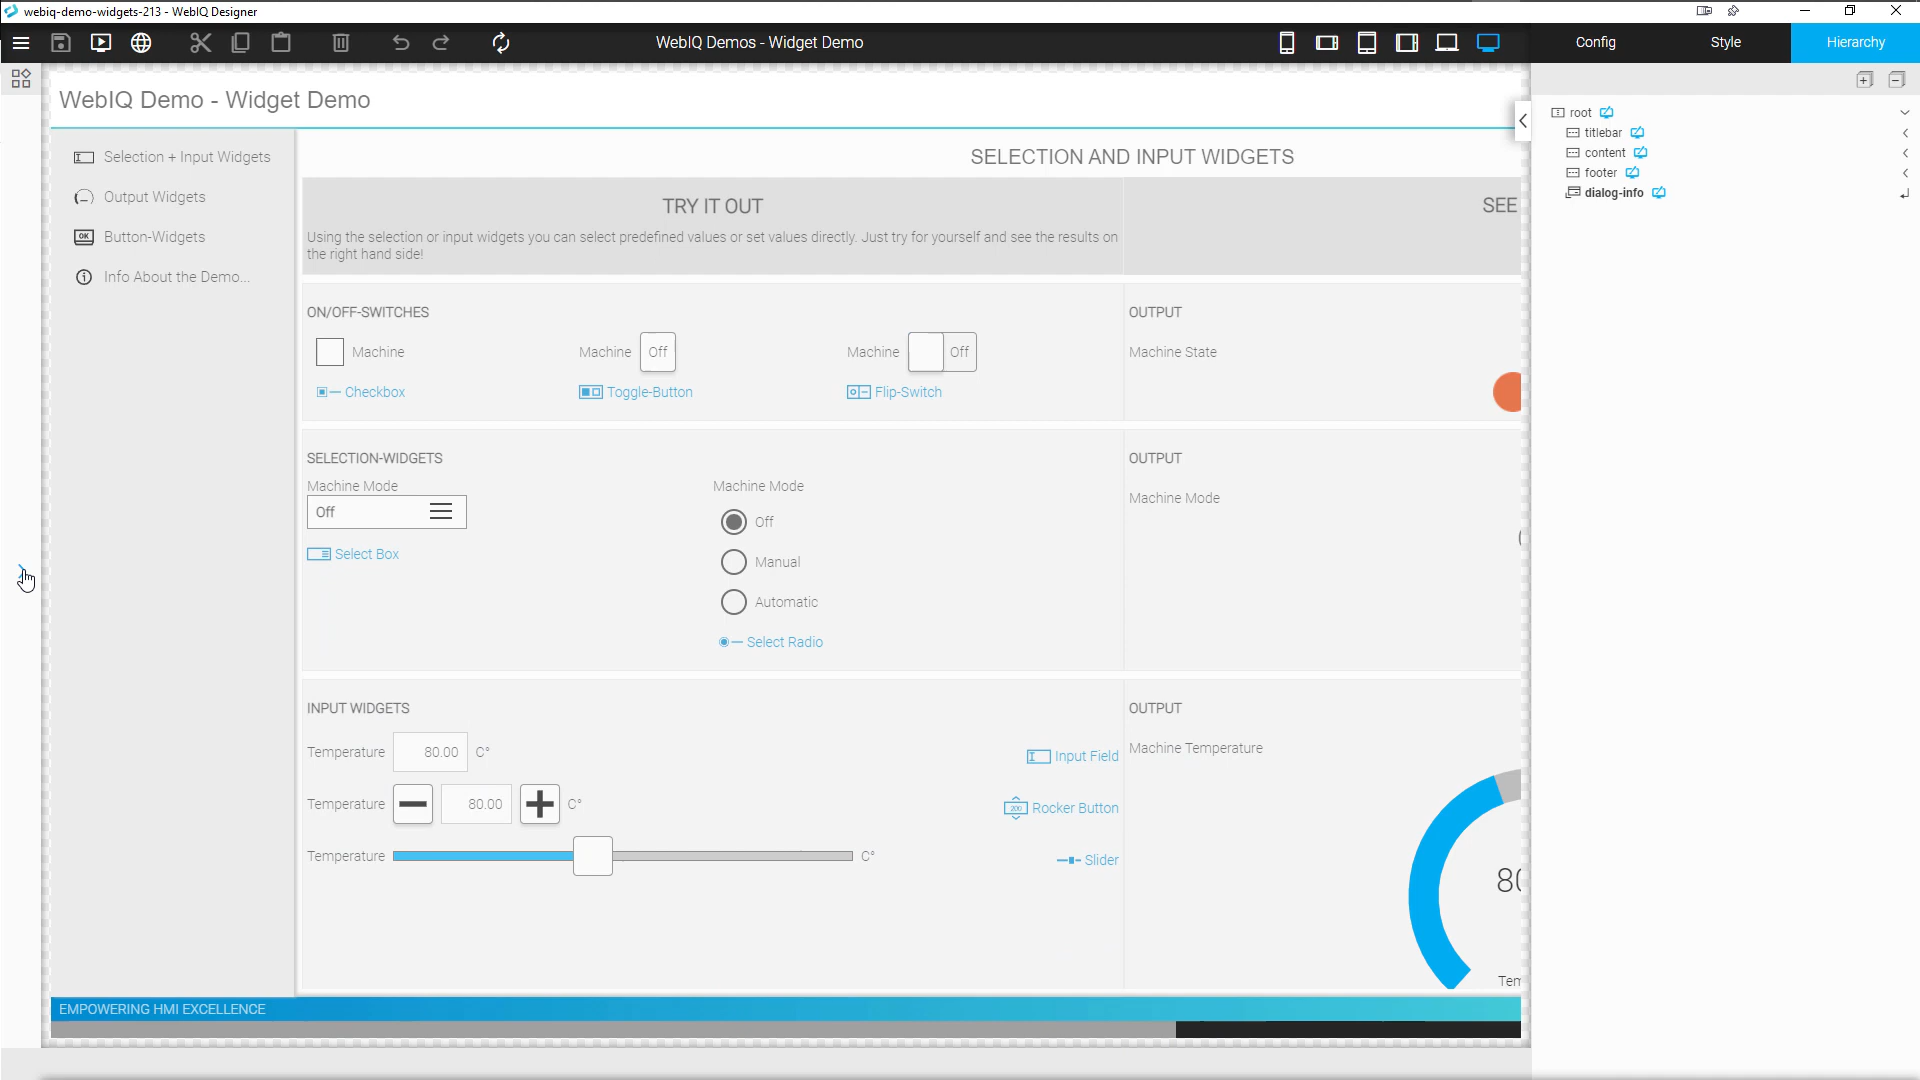 webiq-demo-widgets-213 - WebIQ Designer
WebIQ Demos - Widget Demo
Config
Style
Hierarchy
WebIQ Demo - Widget Demo
root
titlebar
content
footer
dialog-info
Selection + Input Widgets
Output Widgets
OK
Button-Widgets
Info About the Demo...
SELECTION AND INPUT WIDGETS
TRY IT OUT
SEE
Using the selection or input widgets you can select predefined values or set values directly. Just try for yourself and see the results on
the right hand side!
ON/OFF-SWITCHES
OUTPUT
Machine
Machine
Off
Machine
Off
Machine State
Checkbox
Toggle-Button
Flip-Switch
SELECTION-WIDGETS
OUTPUT
Machine Mode
Machine Mode
Machine Mode
Off
Off
Select Box
Manual
Automatic
Select Radio
INPUT WIDGETS
OUTPUT
Temperature
80.00
C°
Input Field
Machine Temperature
Temperature
80.00
C°
200
Rocker Button
Temperature
C°
Slider
80
Tem
EMPOWERING HMI EXCELLENCE